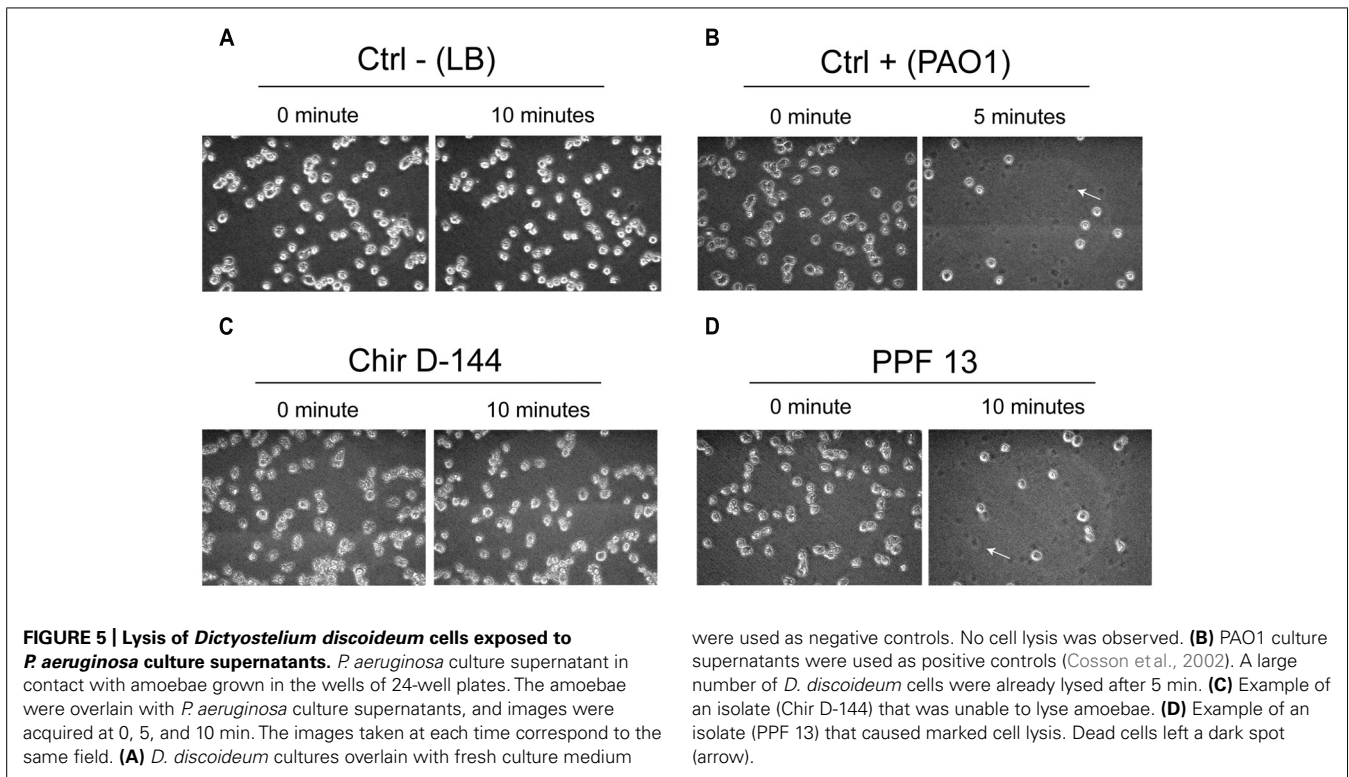 A
Ctrl - (LB)
0 minute
10 minutes
B
Ctrl + (PAO1)
0 minute
5 minutes
C
Chir D-144
0 minute
10 minutes
D
PPF 13
0 minute
10 minutes
FIGURE 5 | Lysis of Dictyostelium discoideum cells exposed to
P. aeruginosa culture supernatants. P. aeruginosa culture supernatant in
contact with amoebae grown in the wells of 24-well plates. The amoebae
were overlain with P. aeruginosa culture supernatants, and images were
acquired at 0, 5, and 10 min. The images taken at each time correspond to the
same field. (A) D. discoideum cultures overlain with fresh culture medium
were used as negative controls. No cell lysis was observed. (B) PAO1 culture
supernatants were used as positive controls (Cosson et al., 2002). A large
number of D. discoideum cells were already lysed after 5 min. (C) Example of
an isolate (Chir D-144) that was unable to lyse amoebae. (D) Example of an
isolate (PPF 13) that caused marked cell lysis. Dead cells left a dark spot
(arrow).